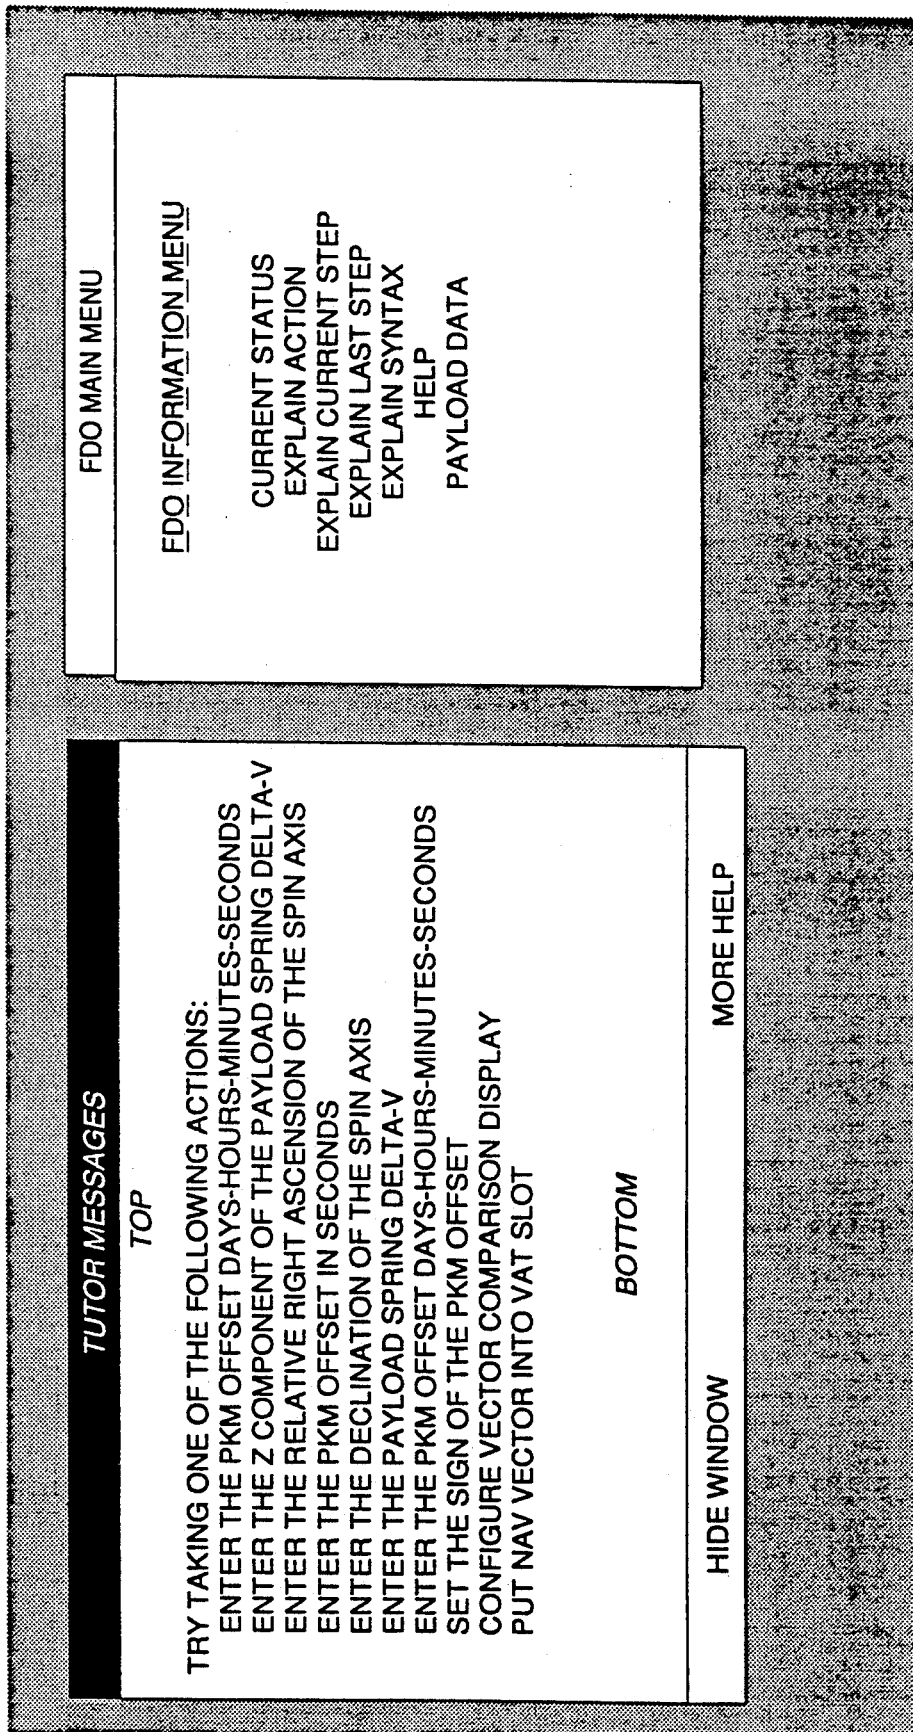 TUTOR MESSAGES
TOP
TRY TAKING ONE OF THE FOLLOWING ACTIONS:
ENTER THE PKM OFFSET DAYS-HOURS-MINUTES-SECONDS
ENTER THE Z COMPONENT OF THE PAYLOAD SPRING DELTA-V
ENTER THE RELATIVE RIGHT ASCENSION OF THE SPIN AXIS
ENTER THE PKM OFFSET IN SECONDS
ENTER THE DECLINATION OF THE SPIN AXIS
ENTER THE PAYLOAD SPRING DELTA-V
ENTER THE PKM OFFSET DAYS-HOURS-MINUTES-SECONDS
SET THE SIGN OF THE PKM OFFSET
CONFIGURE VECTOR COMPARISON DISPLAY
PUT NAV VECTOR INTO VAT SLOT
BOTTOM
HIDE WINDOW
MORE HELP
FDO MAIN MENU
FDO INFORMATION MENU
CURRENT STATUS
EXPLAIN ACTION
EXPLAIN CURRENT STEP
EXPLAIN LAST STEP
EXPLAIN SYNTAX
HELP
PAYLOAD DATA